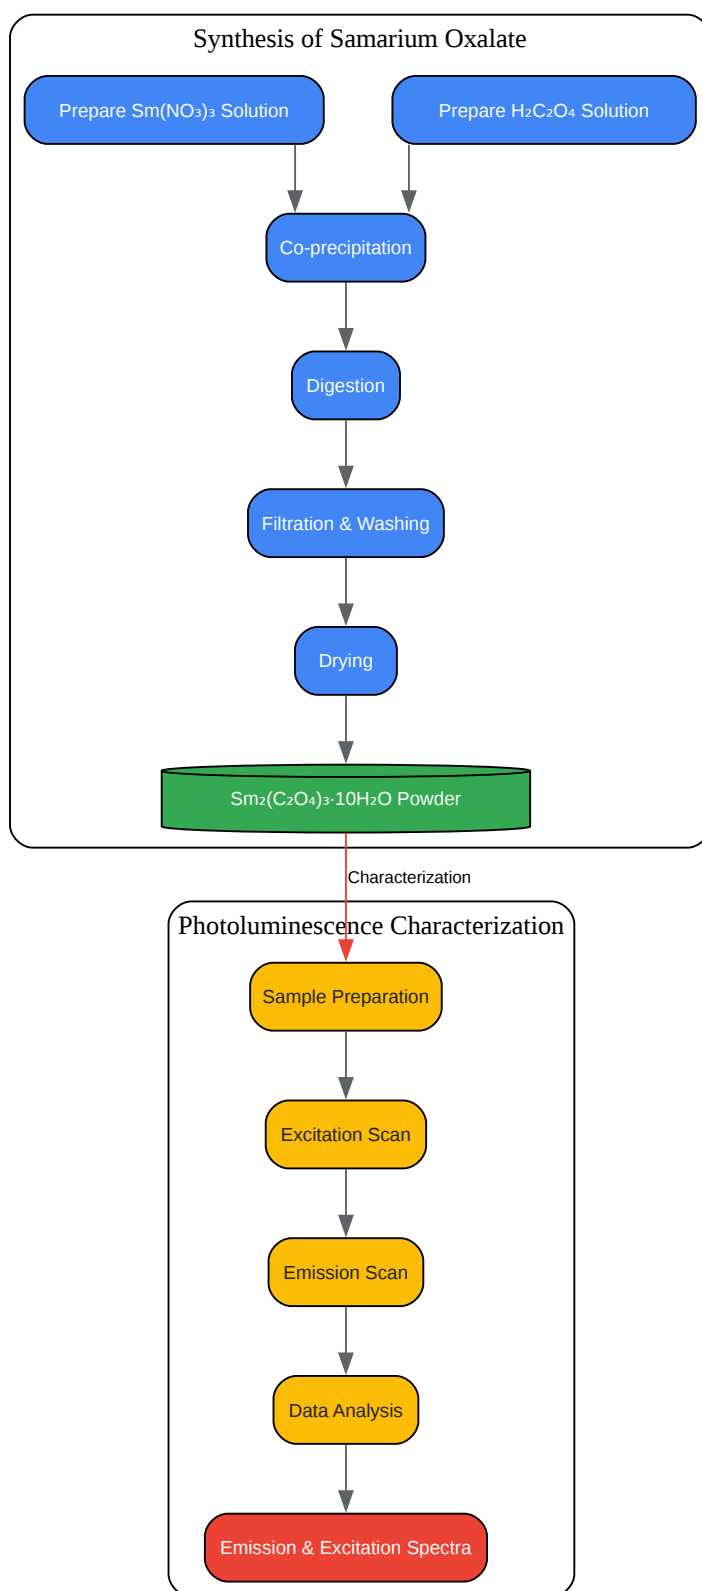 Synthesis of Samarium Oxalate
Prepare Sm(NO₃)₃ Solution
Prepare H₂C₂O₄ Solution
Co-precipitation
Digestion
Filtration & Washing
Drying
Sm₂(C₂O₄)₃·10H₂O Powder
Characterization
Photoluminescence Characterization
Sample Preparation
Excitation Scan
Emission Scan
Data Analysis
Emission & Excitation Spectra